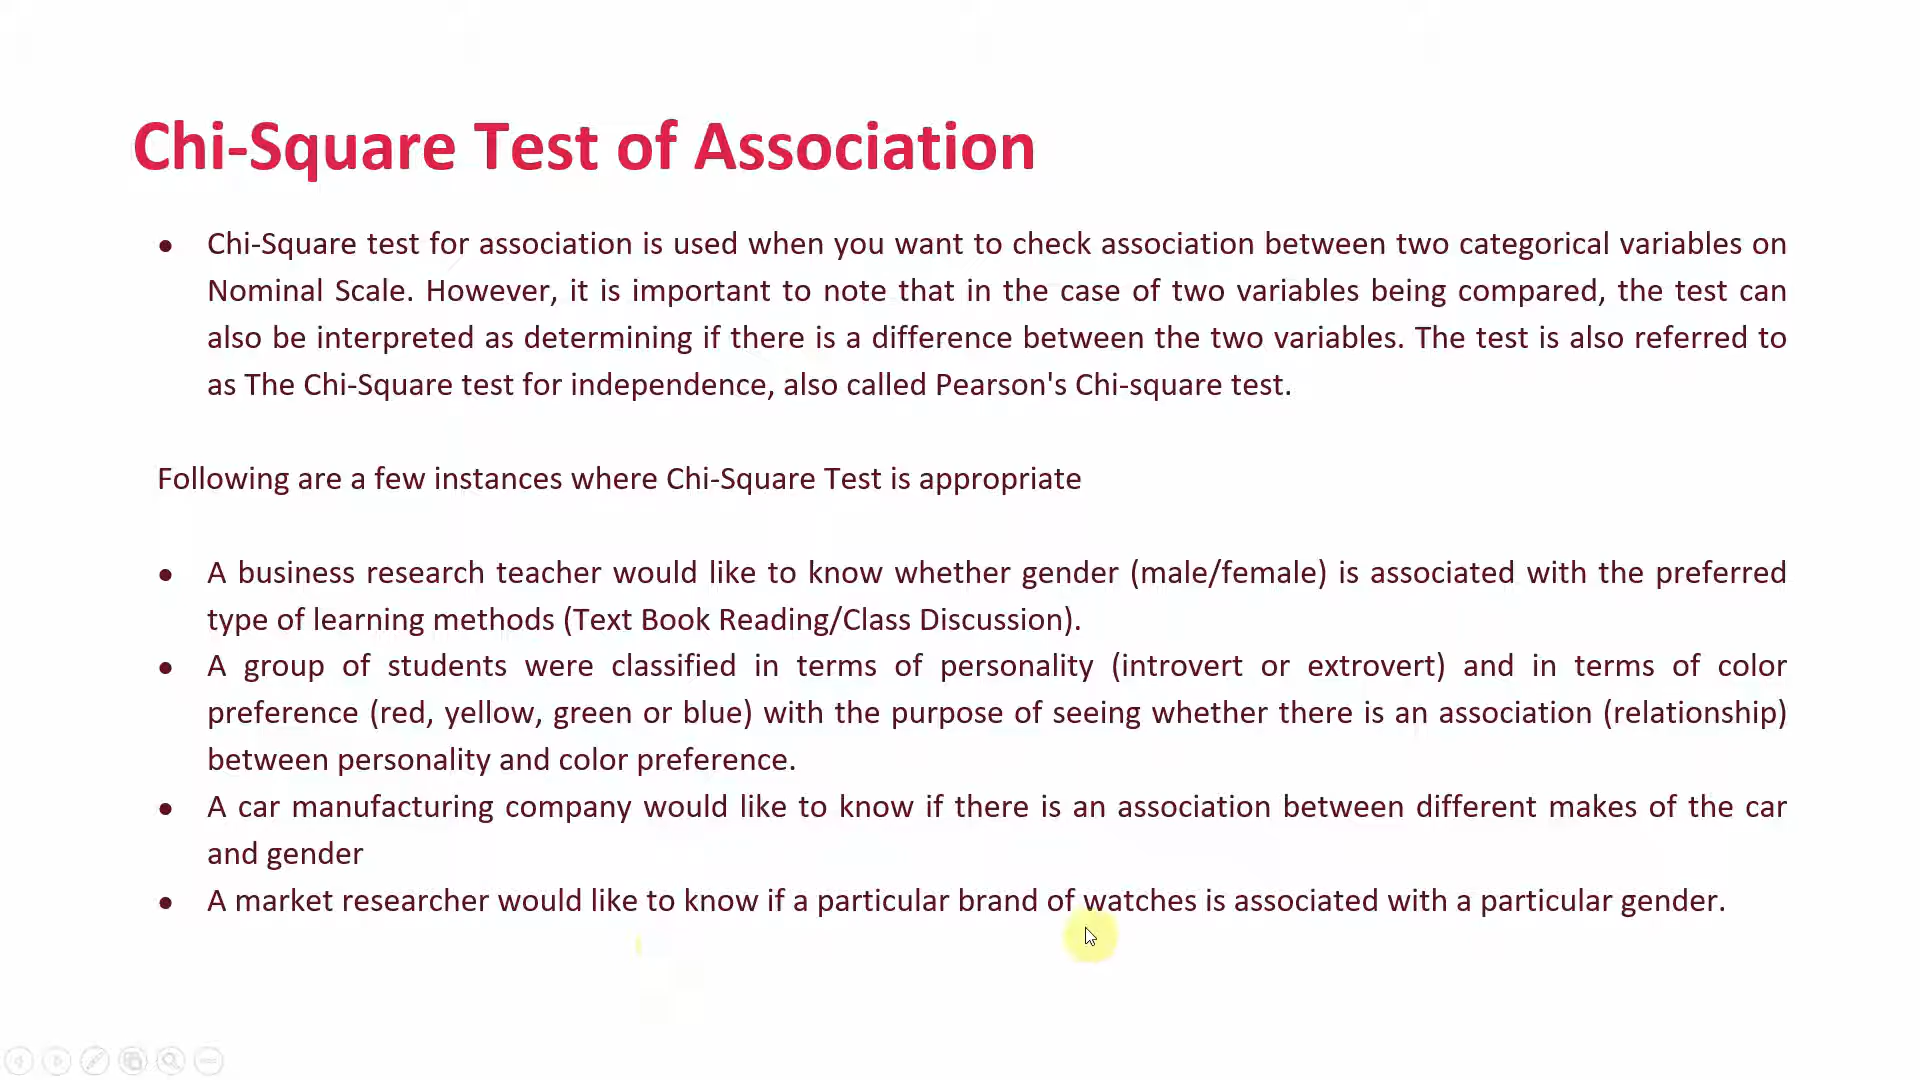 Chi-Square Test of Association
● Chi-Square test for association is used when you want to check association between two categorical variables on
Nominal Scale. However, it is important to note that in the case of two variables being compared, the test can
also be interpreted as determining if there is a difference between the two variables. The test is also referred to
as The Chi-Square test for independence, also called Pearson's Chi-square test.
Following are a few instances where Chi-Square Test is appropriate
● A business research teacher would like to know whether gender (male/female) is associated with the preferred
type of learning methods (Text Book Reading/Class Discussion).
● A group of students were classified in terms of personality (introvert or extrovert) and in terms of color
preference (red, yellow, green or blue) with the purpose of seeing whether there is an association (relationship)
between personality and color preference.
● A car manufacturing company would like to know if there is an association between different makes of the car
and gender
● A market researcher would like to know if a particular brand of watches is associated with a particular gender.